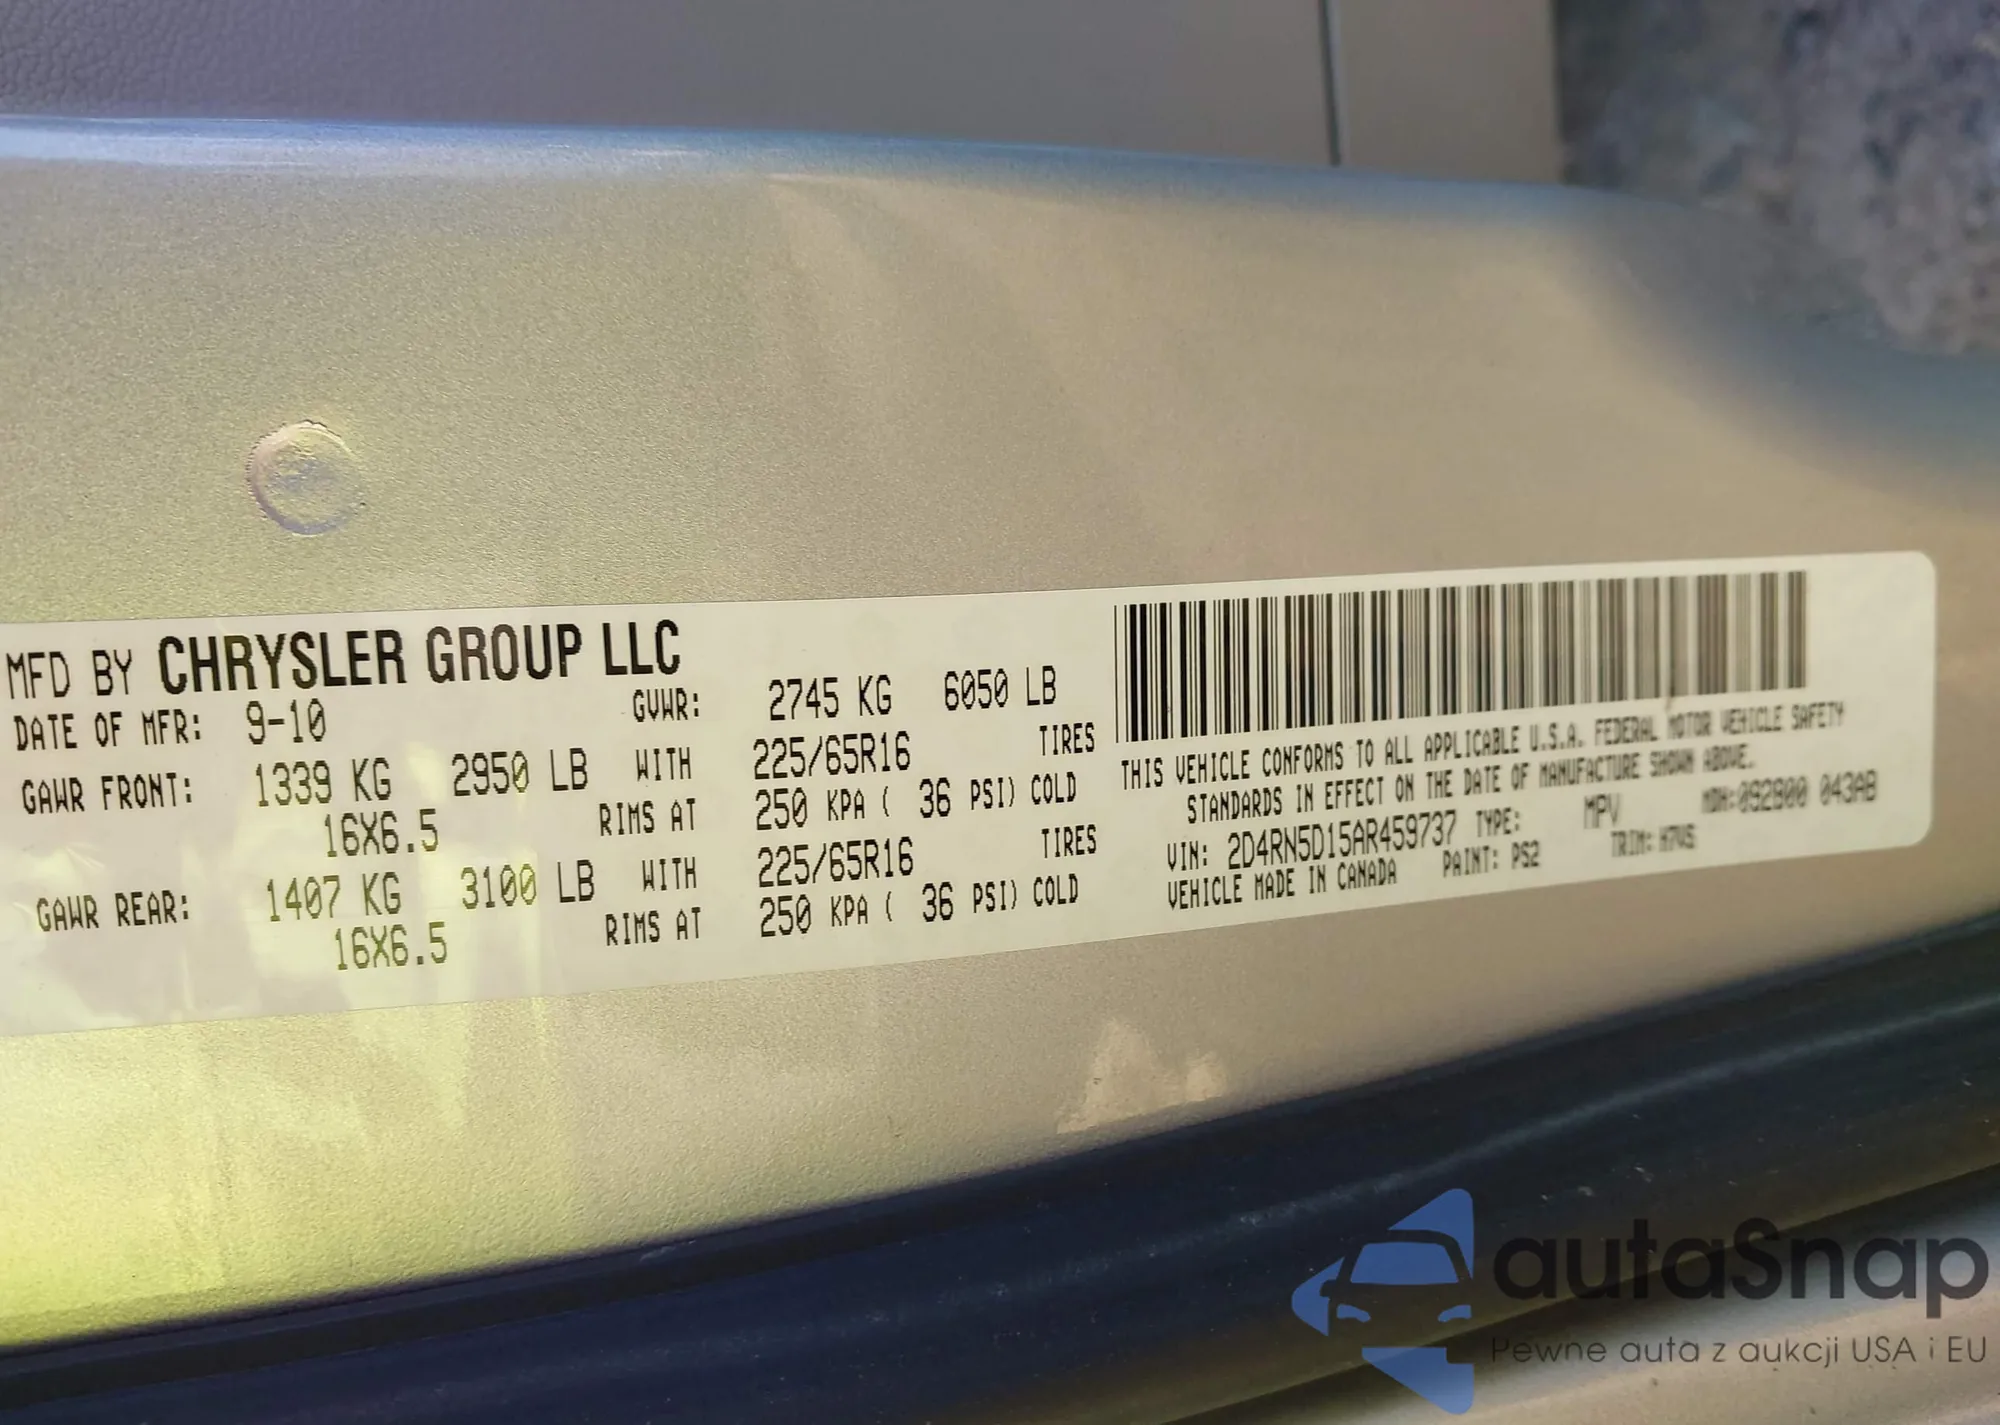 MFD BY CHRYSLER GROUP LLC
DATE OF MFR: 9-10 GVWR: 2745 KG 6050 LB
GAWR FRONT: 1339 KG 2950 LB WITH 225/65R16 TIRES
16X6.5 RIMS AT 250 KPA ( 36 PSI) COLD
GAWR REAR: 1407 KG 3100 LB WITH 225/65R16 TIRES
16X6.5 RIMS AT 250 KPA ( 36 PSI) COLD
THIS VEHICLE CONFORMS TO ALL APPLICABLE U.S.A. FEDERAL MOTOR VEHICLE SAFETY
STANDARDS IN EFFECT ON THE DATE OF MANUFACTURE SHOWN ABOVE.
VIN: 2D4RN5D15AR459737 TYPE: MPV MDH:092800 043AB
VEHICLE MADE IN CANADA PAINT: PS2 TRIM:
autaSnap
Pewne auta z aukcji USA i EU